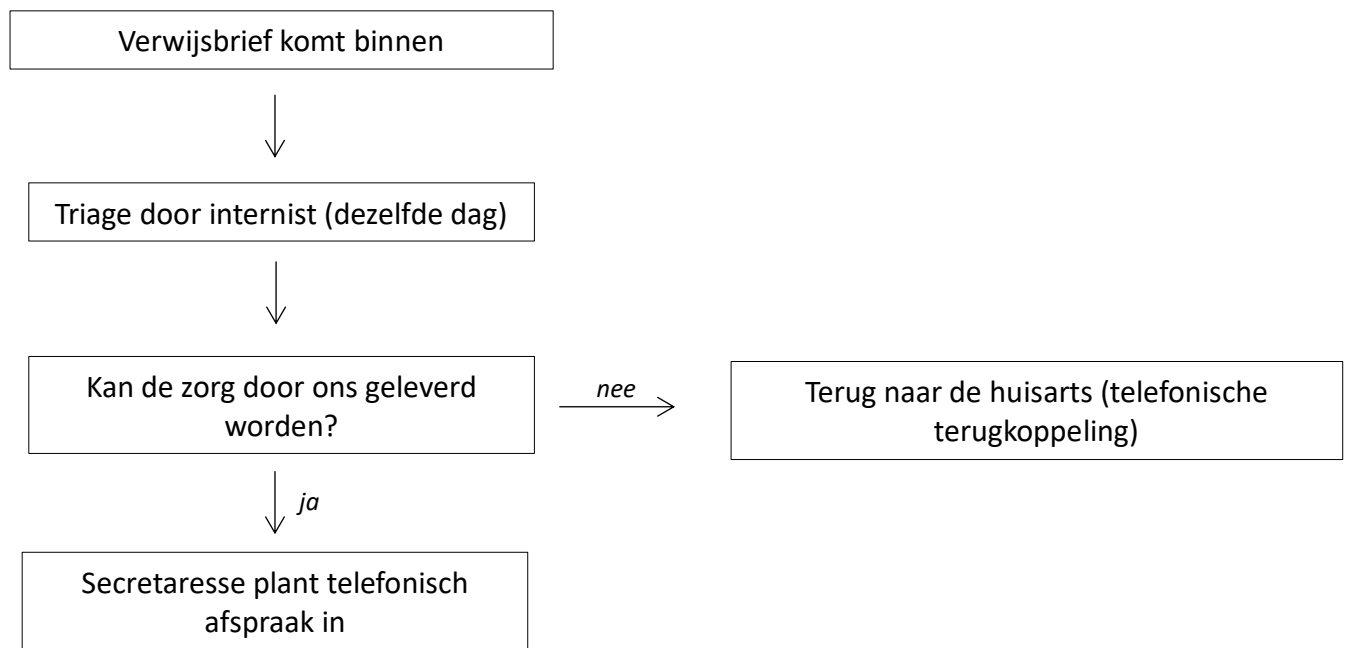 Verwijsbrief komt binnen
Triage door internist (dezelfde dag)
Kan de zorg door ons geleverd
worden?
nee
Terug naar de huisarts (telefonische
terugkoppeling)
ja
Secretaresse plant telefonisch
afspraak in